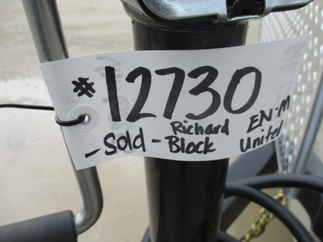 #12730
-Sold- Richard Block
EN-M United